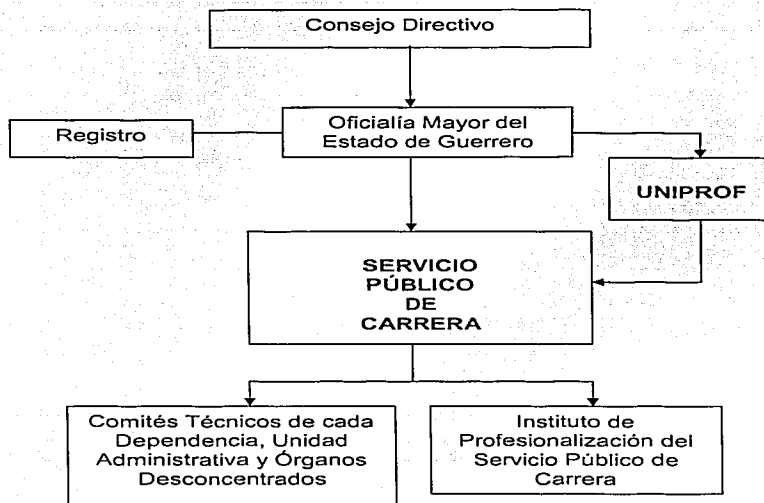 Consejo Directivo
Registro
Oficialía Mayor del
Estado de Guerrero
UNIPROF
SERVICIO
PÚBLICO
DE
CARRERA
Comités Técnicos de cada
Dependencia, Unidad
Administrativa y Órganos
Desconcentrados
Instituto de
Profesionalización del
Servicio Público de
Carrera